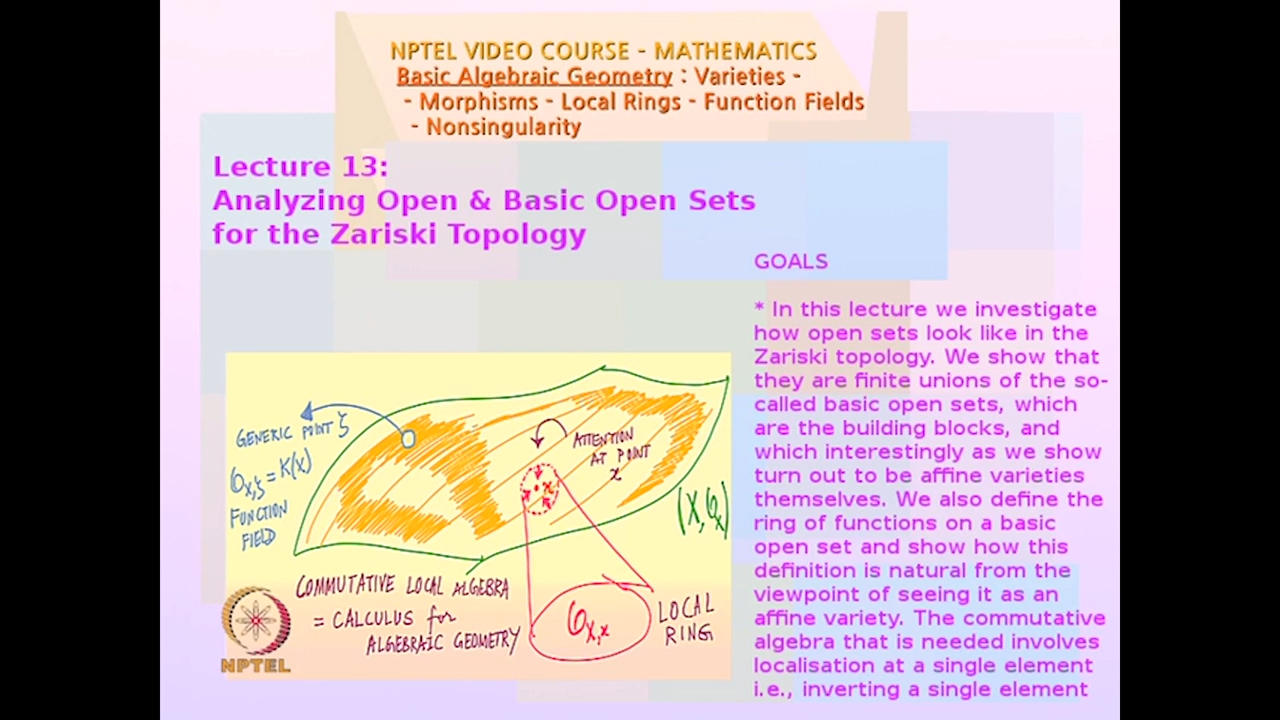 NPTEL VIDEO COURSE - MATHEMATICS
Basic Algebraic Geometry : Varieties -
- Morphisms - Local Rings - Function Fields
- Nonsingularity
Lecture 13:
Analyzing Open & Basic Open Sets
for the Zariski Topology
GOALS
* In this lecture we investigate
how open sets look like in the
Zariski topology. We show that
they are finite unions of the so-
called basic open sets, which
are the building blocks, and
which interestingly as we show
turn out to be affine varieties
themselves. We also define the
ring of functions on a basic
open set and show how this
definition is natural from the
viewpoint of seeing it as an
affine variety. The commutative
algebra that is needed involves
localisation at a single element
i.e., inverting a single element
GENERIC POINT ξ
O_X,ξ = K(X)
FUNCTION
FIELD
ATTENTION
AT POINT
x
(X, O_X)
COMMUTATIVE LOCAL ALGEBRA
= CALCULUS for
ALGEBRAIC GEOMETRY
O_X,x
LOCAL
RING
NPTEL